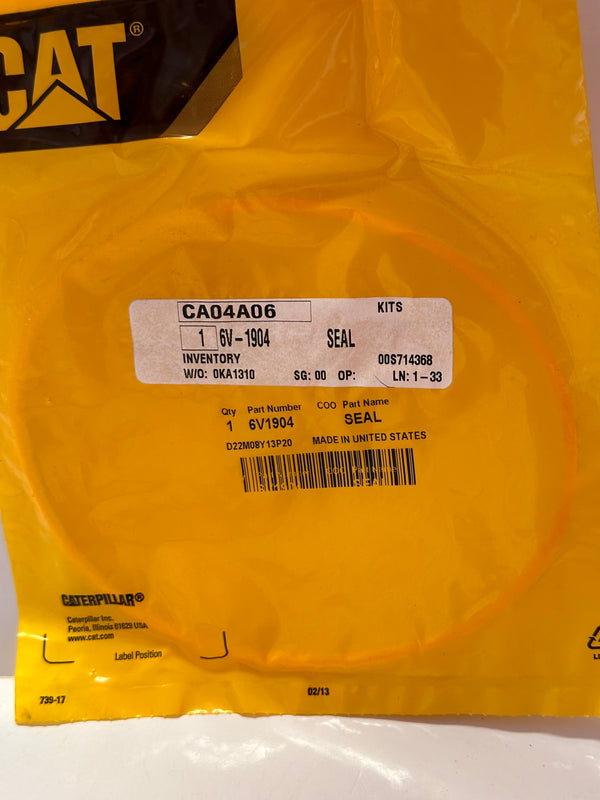 CAT®
CA04A06 KITS
1 6V-1904 SEAL
INVENTORY 00S714368
W/O: 0KA1310 SG: 00 OP: LN: 1-33
Qty Part Number COO Part Name
1 6V1904 SEAL
D22M08Y13P20 MADE IN UNITED STATES
CATERPILLAR®
Caterpillar Inc.
Peoria, Illinois 61629 USA
www.cat.com
Label Position
739-17 02/13